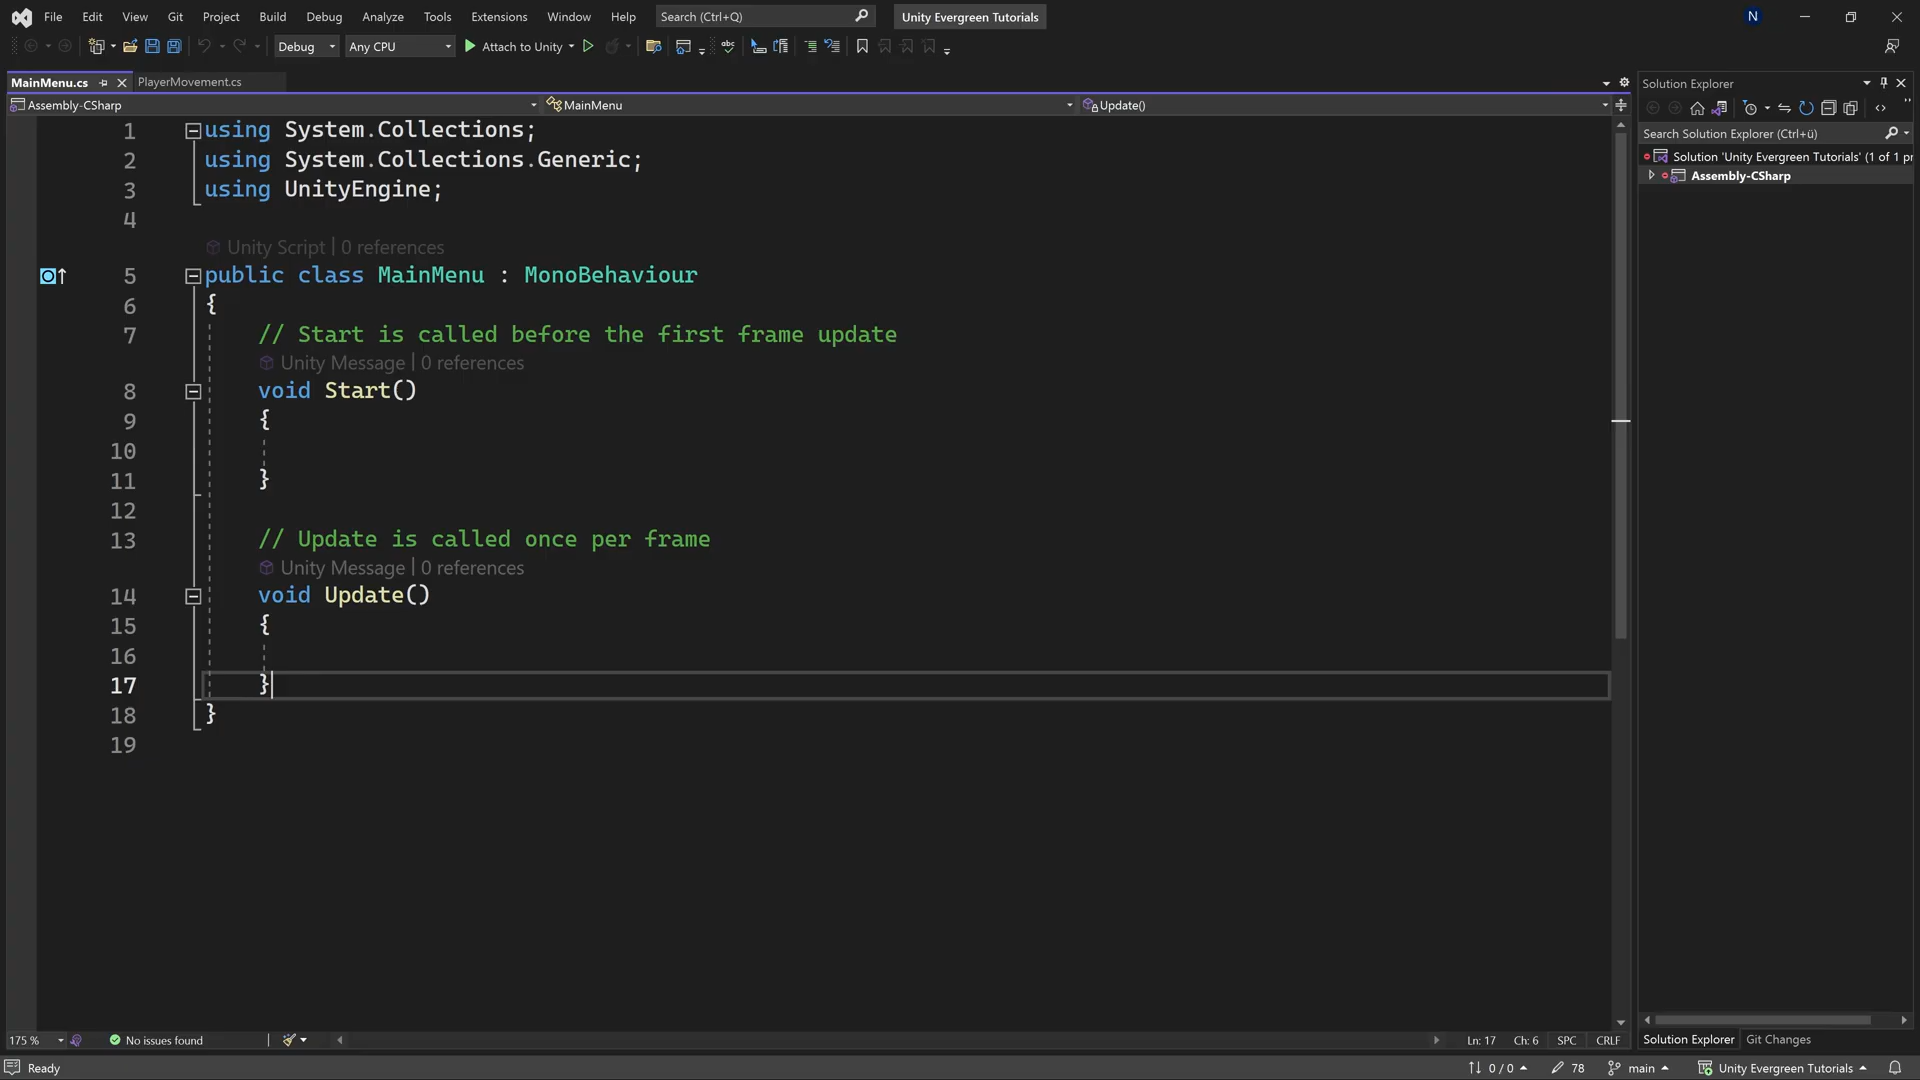 File Edit View Git Project Build Debug Analyze Tools Extensions Window Help Search (Ctrl+Q) Unity Evergreen Tutorials N
Debug Any CPU Attach to Unity
MainMenu.cs PlayerMovement.cs
Assembly-CSharp MainMenu Update()
1 using System.Collections;
2 using System.Collections.Generic;
3 using UnityEngine;
4
Unity Script | 0 references
5 public class MainMenu : MonoBehaviour
6 {
7 // Start is called before the first frame update
Unity Message | 0 references
8 void Start()
9 {
10
11 }
12
13 // Update is called once per frame
Unity Message | 0 references
14 void Update()
15 {
16
17 }
18 }
19
175 % No issues found Ln: 17 Ch: 6 SPC CRLF
Solution Explorer
Search Solution Explorer (Ctrl+ü)
Solution 'Unity Evergreen Tutorials' (1 of 1 pr
Assembly-CSharp
Solution Explorer Git Changes
Ready 0 / 0 78 main Unity Evergreen Tutorials